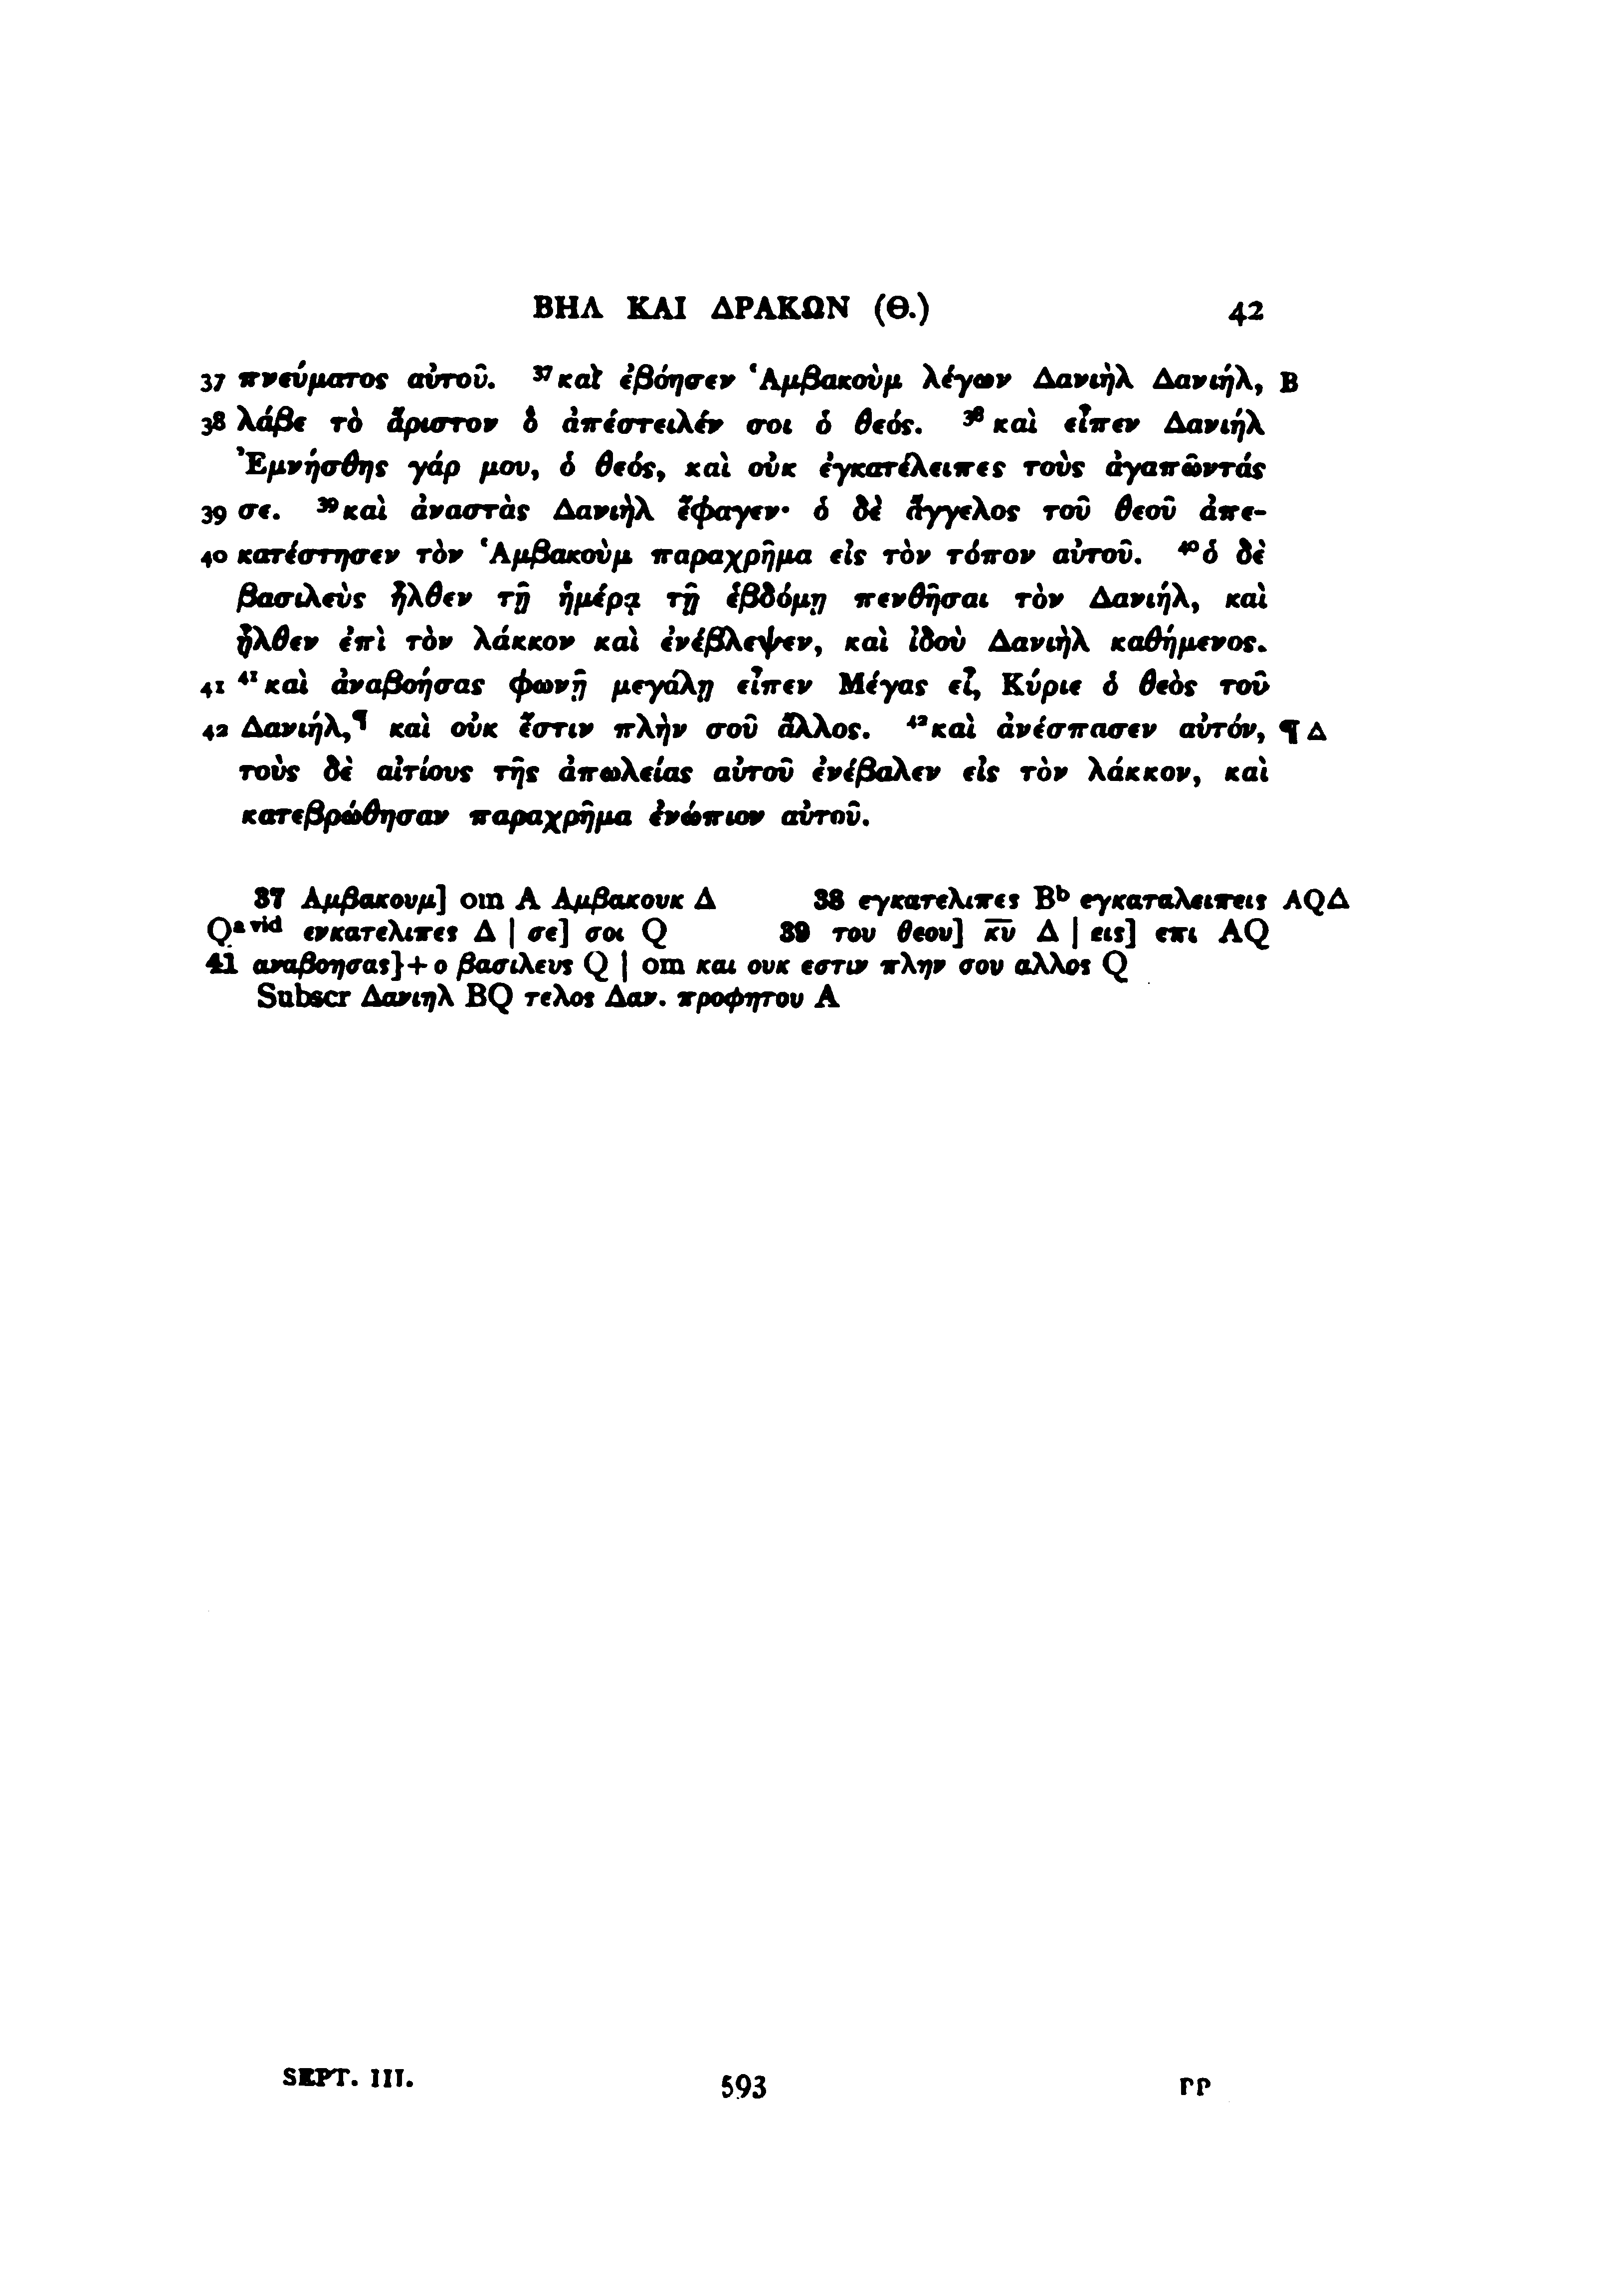 ΒΗΛ ΚΑΙ ΔΡΑΚΩΝ (Θ.) 42
37 πνεύματος αὐτοῦ. ³⁷καὶ ἐβόησεν Ἁμβακοὺμ λέγων Δανιὴλ Δανιήλ, B
38 λάβε τὸ ἄριστον ὃ ἀπέστειλέν σοι ὁ θεός. ³⁸καὶ εἶπεν Δανιήλ
Ἐμνήσθης γάρ μου, ὁ θεός, καὶ οὐκ ἐγκατέλειπες τοὺς ἀγαπῶντάς
39 σε. ³⁹καὶ ἀναστὰς Δανιὴλ ἔφαγεν· ὁ δὲ ἄγγελος τοῦ θεοῦ ἀπε-
40 κατέστησεν τὸν Ἁμβακοὺμ παραχρῆμα εἰς τὸν τόπον αὐτοῦ. ⁴⁰ὁ δὲ
βασιλεὺς ἦλθεν τῇ ἡμέρᾳ τῇ ἑβδόμῃ πενθῆσαι τὸν Δανιήλ, καὶ
ἦλθεν ἐπὶ τὸν λάκκον καὶ ἐνέβλεψεν, καὶ ἰδοὺ Δανιὴλ καθήμενος.
41 ⁴¹καὶ ἀναβοήσας φωνῇ μεγάλῃ εἶπεν Μέγας εἶ, Κύριε ὁ θεὸς τοῦ
42 Δανιήλ,¶ καὶ οὐκ ἔστιν πλὴν σοῦ ἄλλος. ⁴²καὶ ἀνέσπασεν αὐτόν, ¶ Δ
τοὺς δὲ αἰτίους τῆς ἀπωλείας αὐτοῦ ἐνέβαλεν εἰς τὸν λάκκον, καὶ
κατεβρώθησαν παραχρῆμα ἐνώπιον αὐτοῦ.
37 Αμβακουμ] om A Αμβακουκ Δ 38 εγκατελιπες Bᵇ εγκαταλειπεις AQΔ
Qᵃ ᵛⁱᵈ ενκατελιπες Δ | σε] σοι Q 39 του θεου] κ̅υ̅ Δ | εις] επι AQ
41 αναβοησας]+ο βασιλευς Q | om και ουκ εστιν πλην σου αλλος Q
Subscr Δανιηλ BQ τελος Δαν. προφητου A
SEPT. III. 593 PP